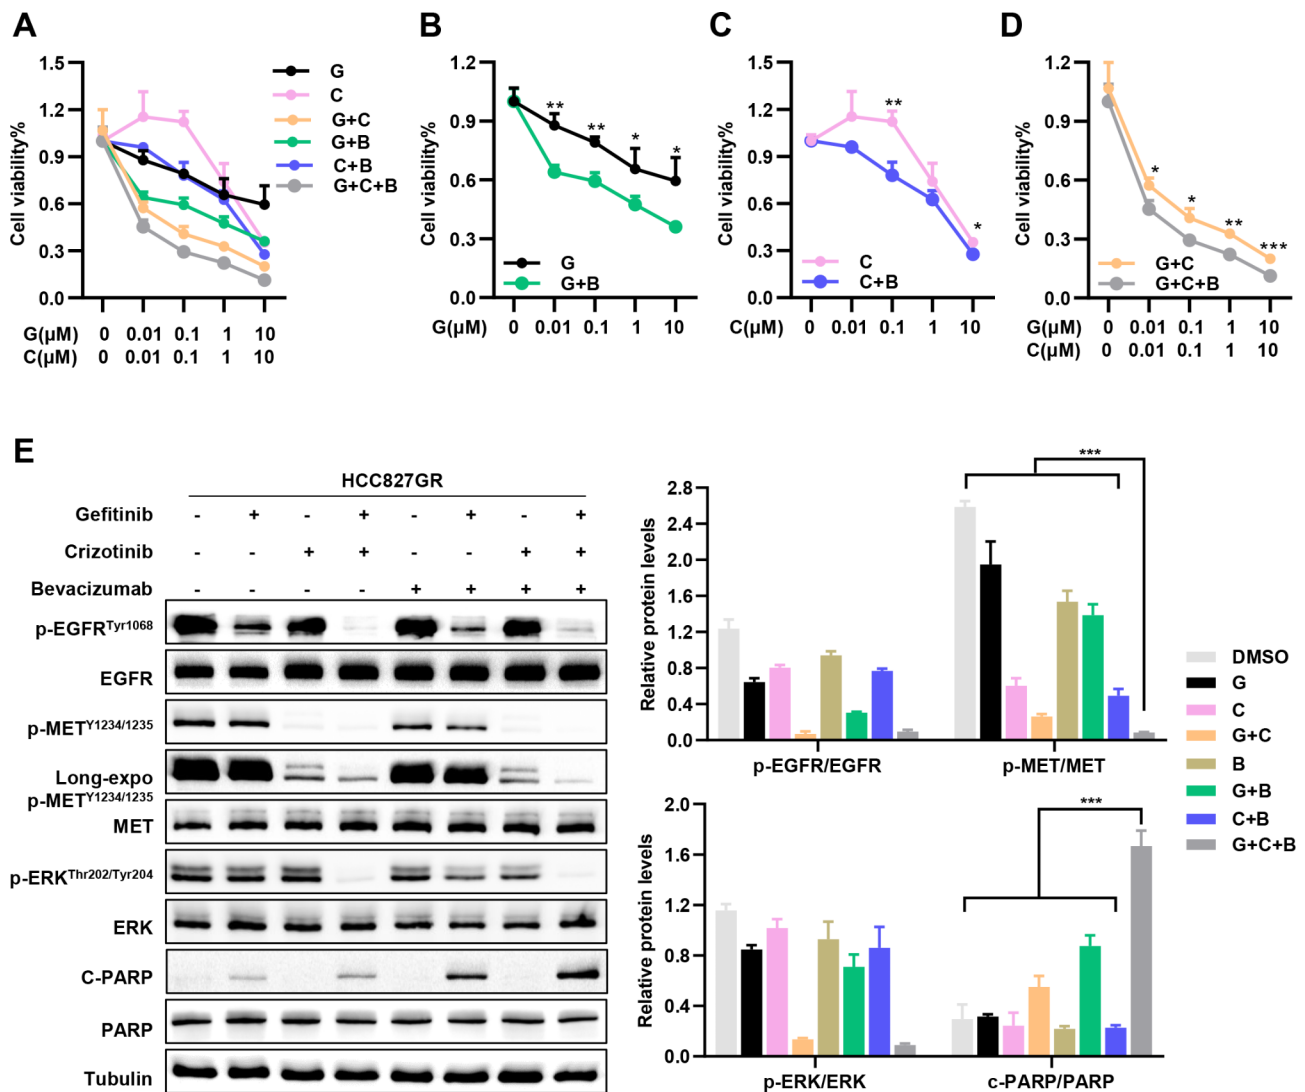 A
B
C
D
Cell viability%
1.5
1.2
0.9
0.6
0.3
0.0
G
C
G+C
G+B
C+B
G+C+B
G(μM) 0 0.01 0.1 1 10
C(μM) 0 0.01 0.1 1 10
Cell viability%
1.2
0.9
0.6
0.3
0.0
** ** * *
G
G+B
G(μM) 0 0.01 0.1 1 10
Cell viability%
1.5
1.2
0.9
0.6
0.3
0.0
** *
C
C+B
C(μM) 0 0.01 0.1 1 10
Cell viability%
1.2
0.9
0.6
0.3
0.0
* * ** ***
G+C
G+C+B
G(μM) 0 0.01 0.1 1 10
C(μM) 0 0.01 0.1 1 10
E
HCC827GR
Gefitinib - + - + - + - +
Crizotinib - - + + - - + +
Bevacizumab - - - - + + + +
p-EGFRTyr1068
EGFR
p-METY1234/1235
Long-expo
p-METY1234/1235
MET
p-ERKThr202/Tyr204
ERK
C-PARP
PARP
Tubulin
Relative protein levels
2.8
2.4
2.0
1.6
1.2
0.8
0.4
0.0
***
p-EGFR/EGFR p-MET/MET
Relative protein levels
2.0
1.6
1.2
0.8
0.4
0.0
***
p-ERK/ERK c-PARP/PARP
DMSO
G
C
G+C
B
G+B
C+B
G+C+B